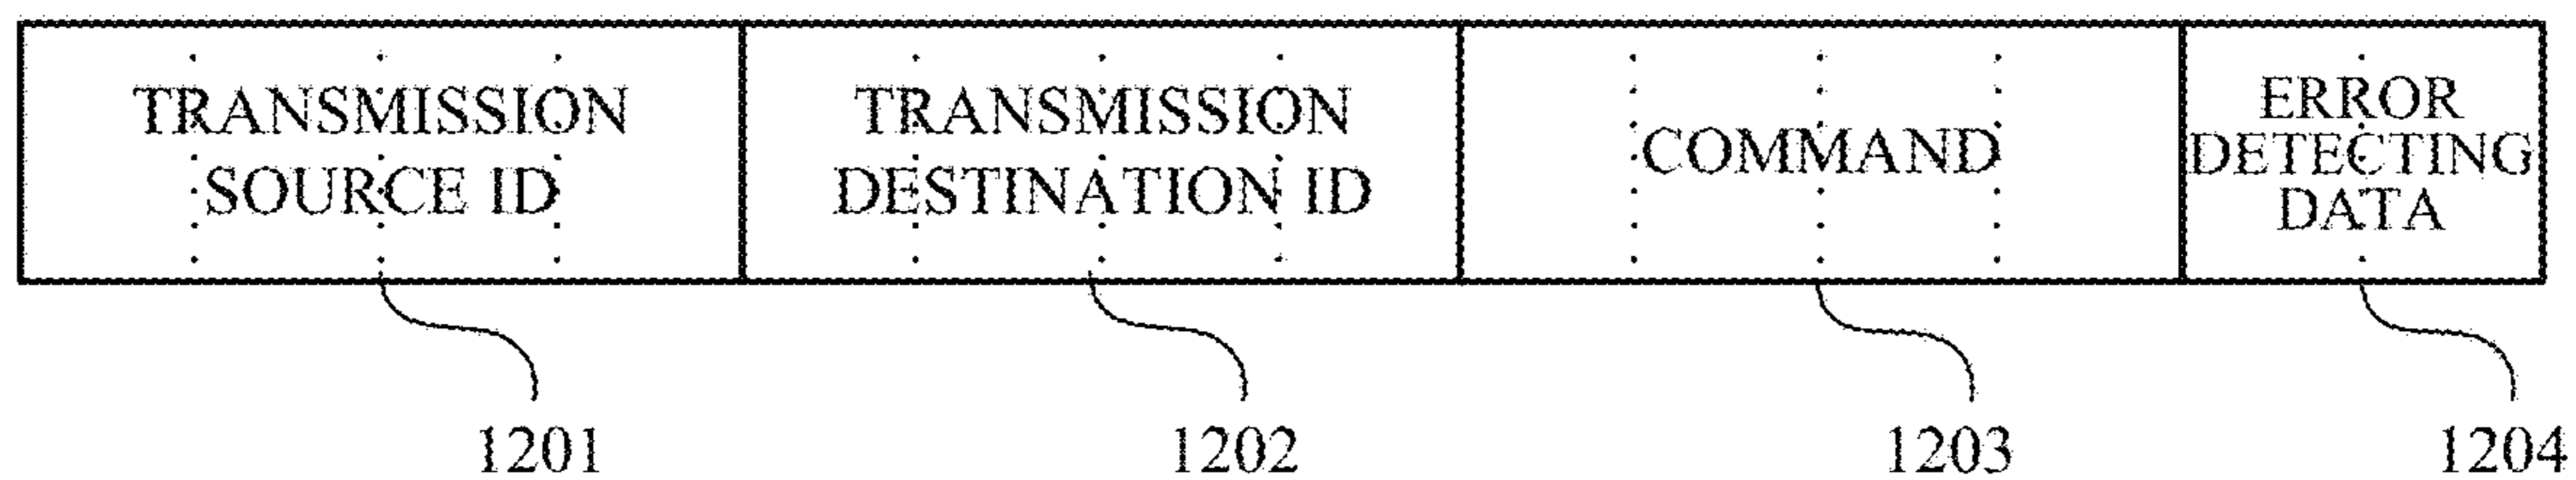 TRANSMISSION
SOURCE ID
TRANSMISSION
DESTINATION ID
COMMAND
ERROR
DETECTING
DATA
1201
1202
1203
1204